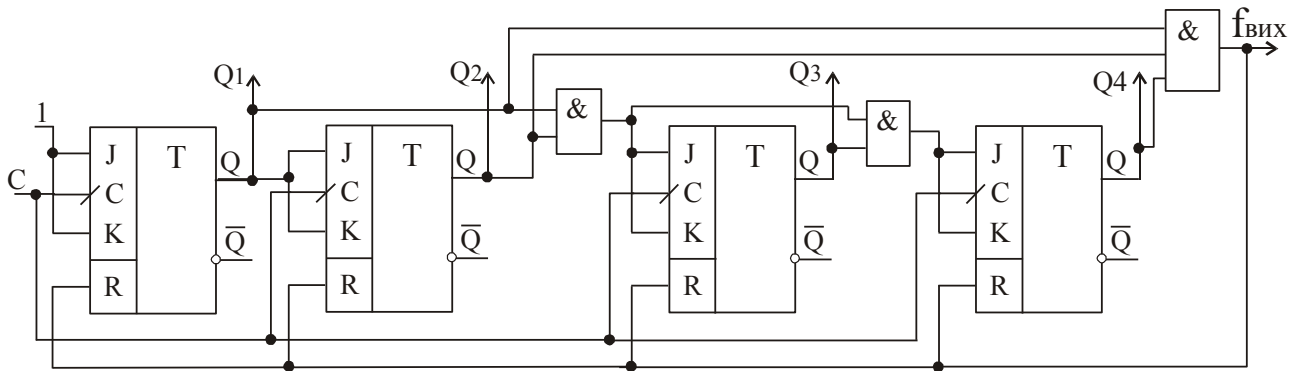 & fвих
Q1 Q2 Q3 Q4
& &
1
J T Q J T Q J T Q J T Q
C C C C C
K Q̅ K Q̅ K Q̅ K Q̅
R R R R